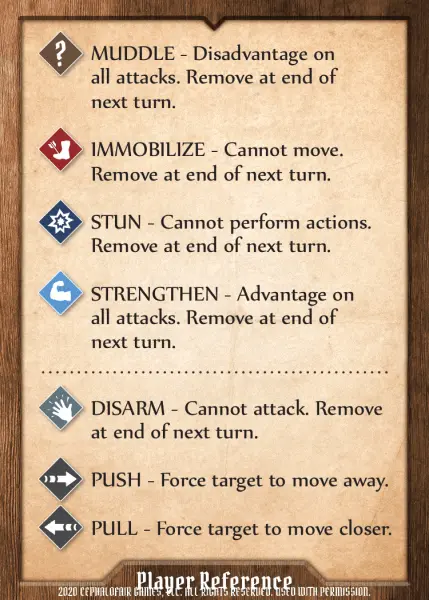 MUDDLE - Disadvantage on
all attacks. Remove at end of
next turn.
IMMOBILIZE - Cannot move.
Remove at end of next turn.
STUN - Cannot perform actions.
Remove at end of next turn.
STRENGTHEN - Advantage on
all attacks. Remove at end of
next turn.
DISARM - Cannot attack. Remove
at end of next turn.
PUSH - Force target to move away.
PULL - Force target to move closer.
Player Reference
2020 CEPHALOFAIR GAMES, LLC. ALL RIGHTS RESERVED. USED WITH PERMISSION.